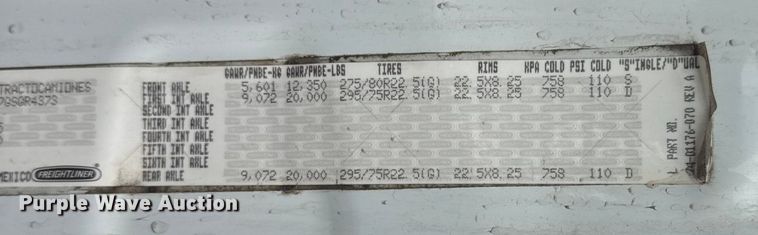 GAWR/PNBE-KG GAWR/PNBE-LBS TIRES RIMS KPA COLD PSI COLD "S"INGLE/"D"UAL
TRACTOCAMIONES FRONT AXLE 5,601 12,350 275/80R22.5(G) 22.5X8.25 758 110 S
FIRST INT AXLE 9,072 20,000 295/75R22.5(G) 22.5X8.25 758 110 D
SECOND INT AXLE
THIRD INT AXLE
FOURTH INT AXLE
FIFTH INT AXLE
SIXTH INT AXLE
MEXICO FREIGHTLINER REAR AXLE 9,072 20,000 295/75R22.5(G) 22.5X8.25 758 110 D
PART NO.
24-01176-070 REV A
Purple Wave Auction